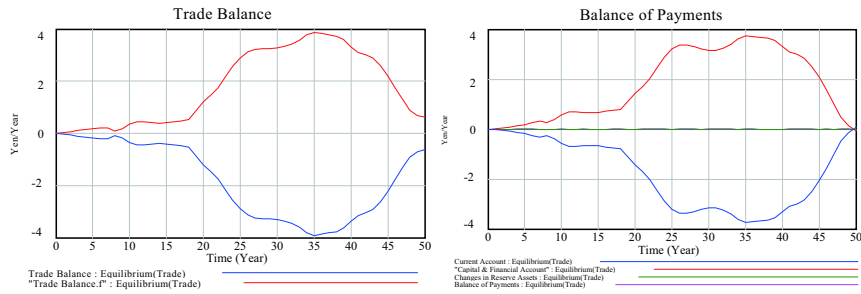 Trade Balance
4
2
0
-2
-4
Yen/Year
0 5 10 15 20 25 30 35 40 45 50
Time (Year)
Trade Balance : Equilibrium(Trade)
"Trade Balance.f" : Equilibrium(Trade)
Balance of Payments
4
2
0
-2
-4
Yen/Year
0 5 10 15 20 25 30 35 40 45 50
Time (Year)
Current Account : Equilibrium(Trade)
"Capital & Financial Account" : Equilibrium(Trade)
Changes in Reserve Assets : Equilibrium(Trade)
Balance of Payments : Equilibrium(Trade)